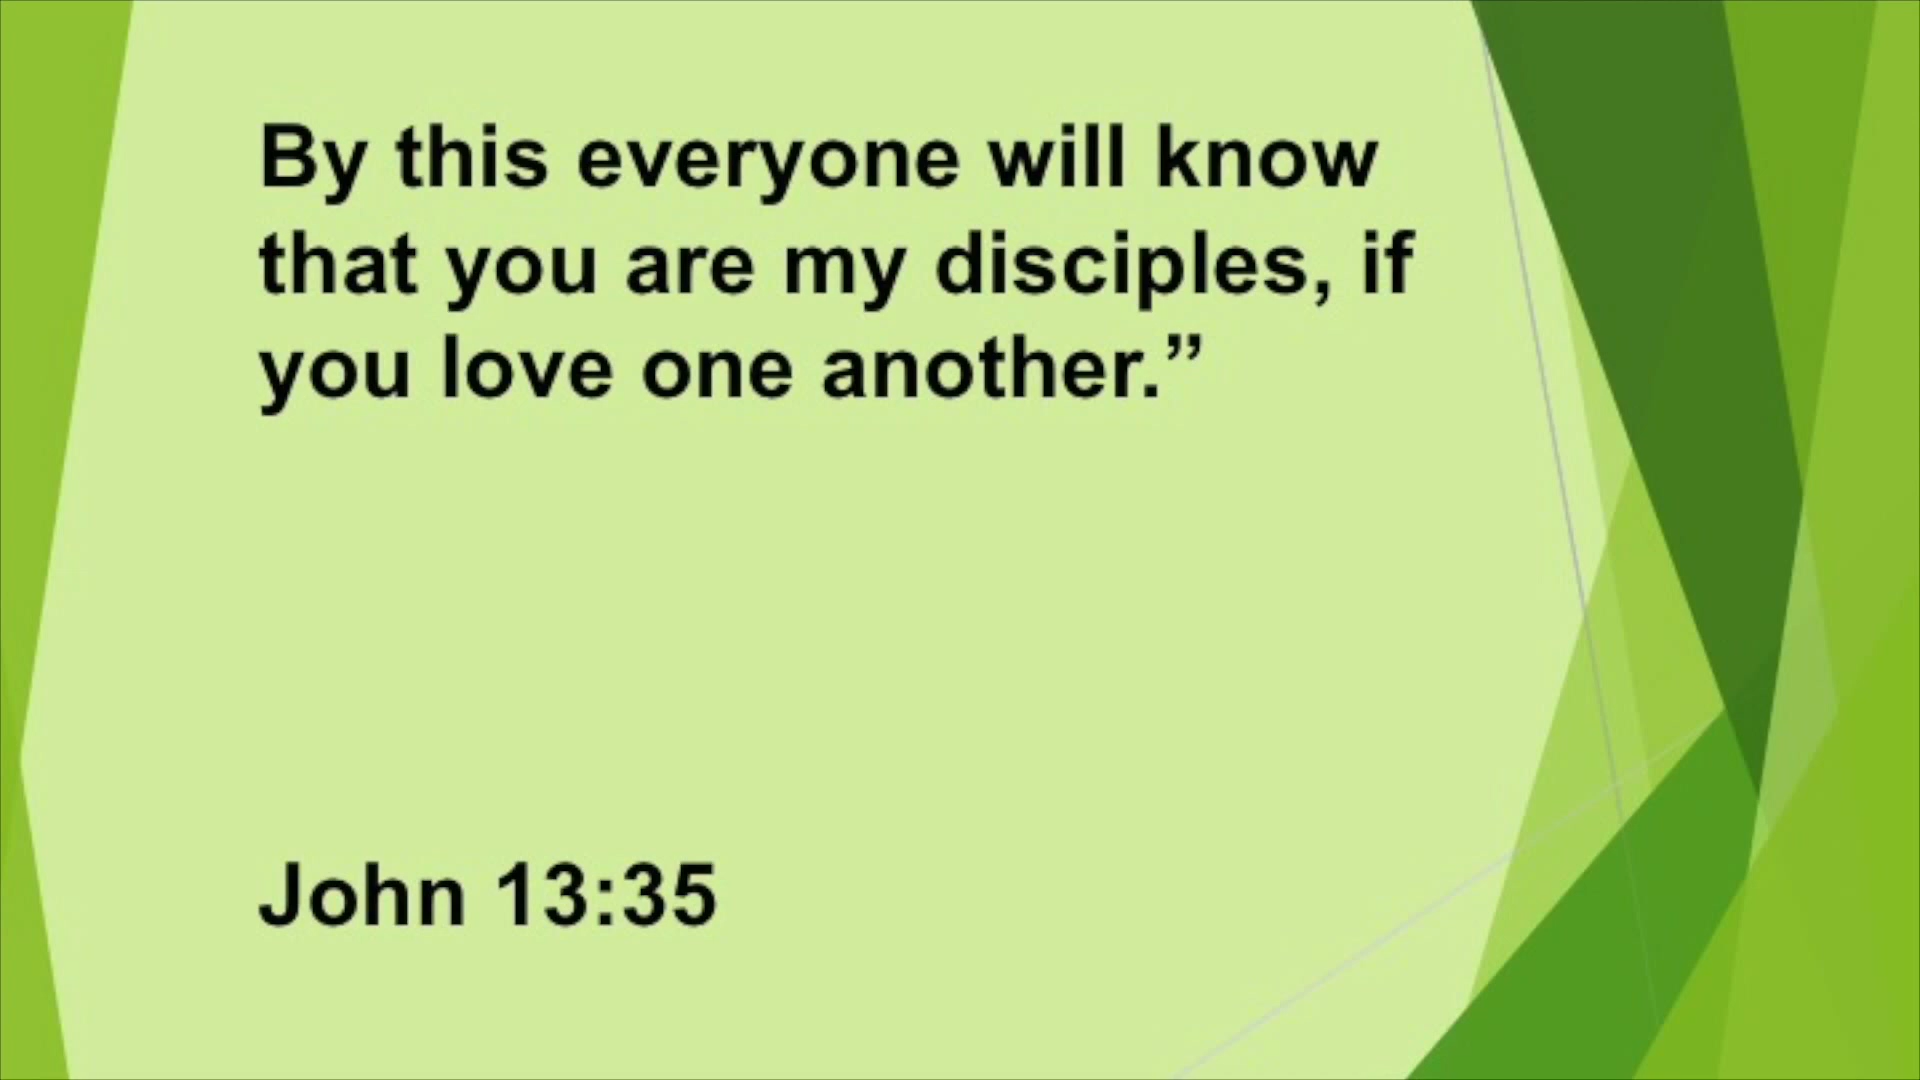 By this everyone will know
that you are my disciples, if
you love one another.”
John 13:35